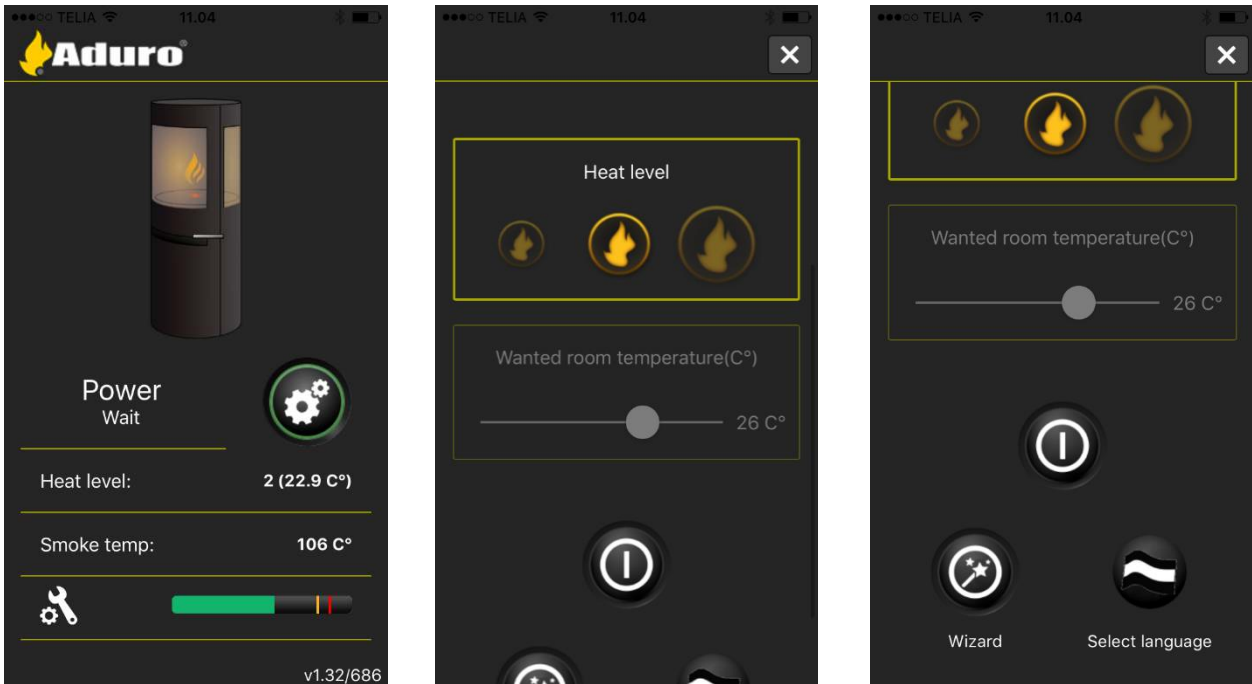 TELIA 11.04
Aduro®
Power
Wait
Heat level: 2 (22.9 C°)
Smoke temp: 106 C°
v1.32/686
TELIA 11.04
Heat level
Wanted room temperature(C°)
26 C°
TELIA 11.04
Wanted room temperature(C°)
26 C°
Wizard Select language